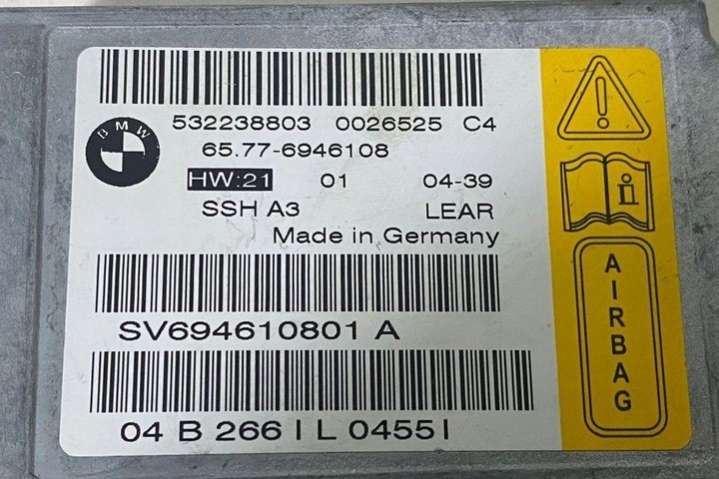 BMW
532238803 0026525 C4
65.77-6946108
HW:21 01 04-39
SSH A3 LEAR
Made in Germany
SV694610801 A
04 B 266 I L 0455I
AIRBAG